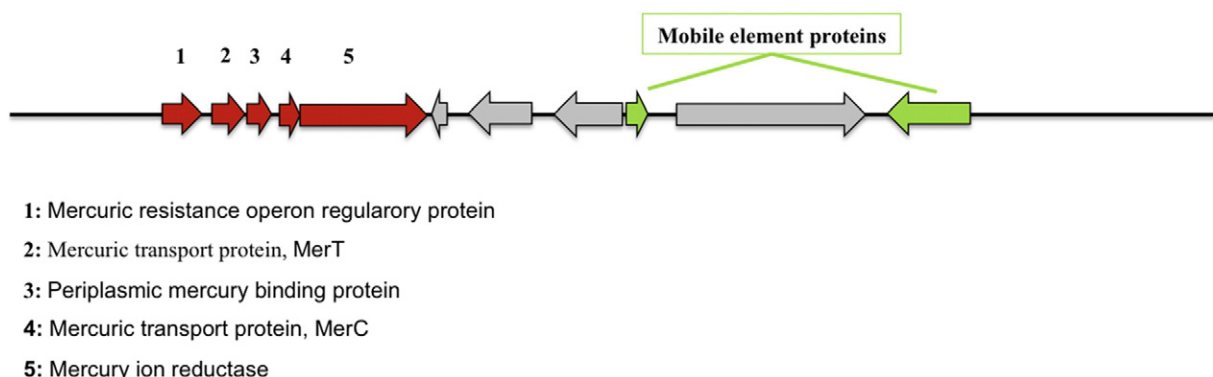 Mobile element proteins
1 2 3 4 5
1: Mercuric resistance operon regularory protein
2: Mercuric transport protein, MerT
3: Periplasmic mercury binding protein
4: Mercuric transport protein, MerC
5: Mercury ion reductase